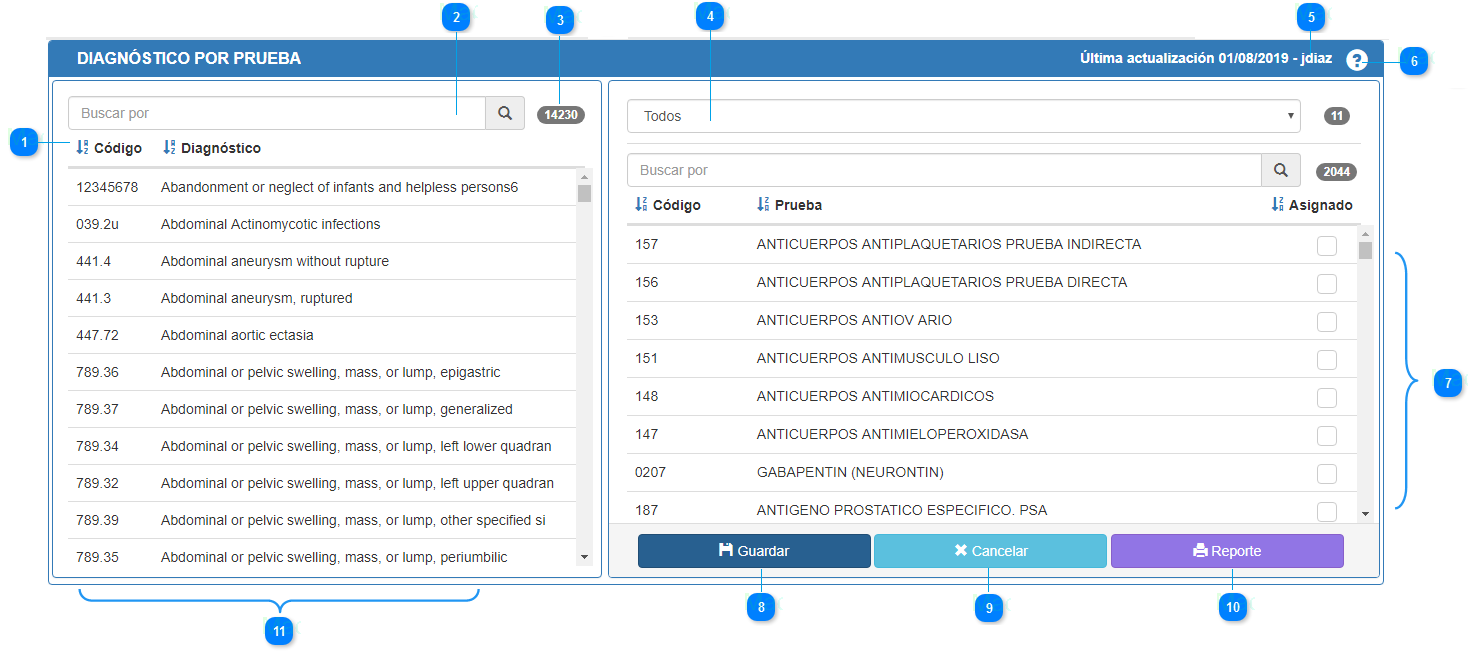 2
3
4
5
DIAGNÓSTICO POR PRUEBA
Última actualización 01/08/2019 - jdiaz
?
6
Buscar por
14230
Todos
11
1
Código
Diagnóstico
12345678 Abandonment or neglect of infants and helpless persons6
039.2u Abdominal Actinomycotic infections
441.4 Abdominal aneurysm without rupture
441.3 Abdominal aneurysm, ruptured
447.72 Abdominal aortic ectasia
789.36 Abdominal or pelvic swelling, mass, or lump, epigastric
789.37 Abdominal or pelvic swelling, mass, or lump, generalized
789.34 Abdominal or pelvic swelling, mass, or lump, left lower quadran
789.32 Abdominal or pelvic swelling, mass, or lump, left upper quadran
789.39 Abdominal or pelvic swelling, mass, or lump, other specified si
789.35 Abdominal or pelvic swelling, mass, or lump, periumbilic
Buscar por
2044
Código
Prueba
Asignado
157 ANTICUERPOS ANTIPLAQUETARIOS PRUEBA INDIRECTA
156 ANTICUERPOS ANTIPLAQUETARIOS PRUEBA DIRECTA
153 ANTICUERPOS ANTIOV ARIO
151 ANTICUERPOS ANTIMUSCULO LISO
148 ANTICUERPOS ANTIMIOCARDICOS
147 ANTICUERPOS ANTIMIELOPEROXIDASA
0207 GABAPENTIN (NEURONTIN)
187 ANTIGENO PROSTATICO ESPECIFICO. PSA
7
Guardar
Cancelar
Reporte
8
9
10
11